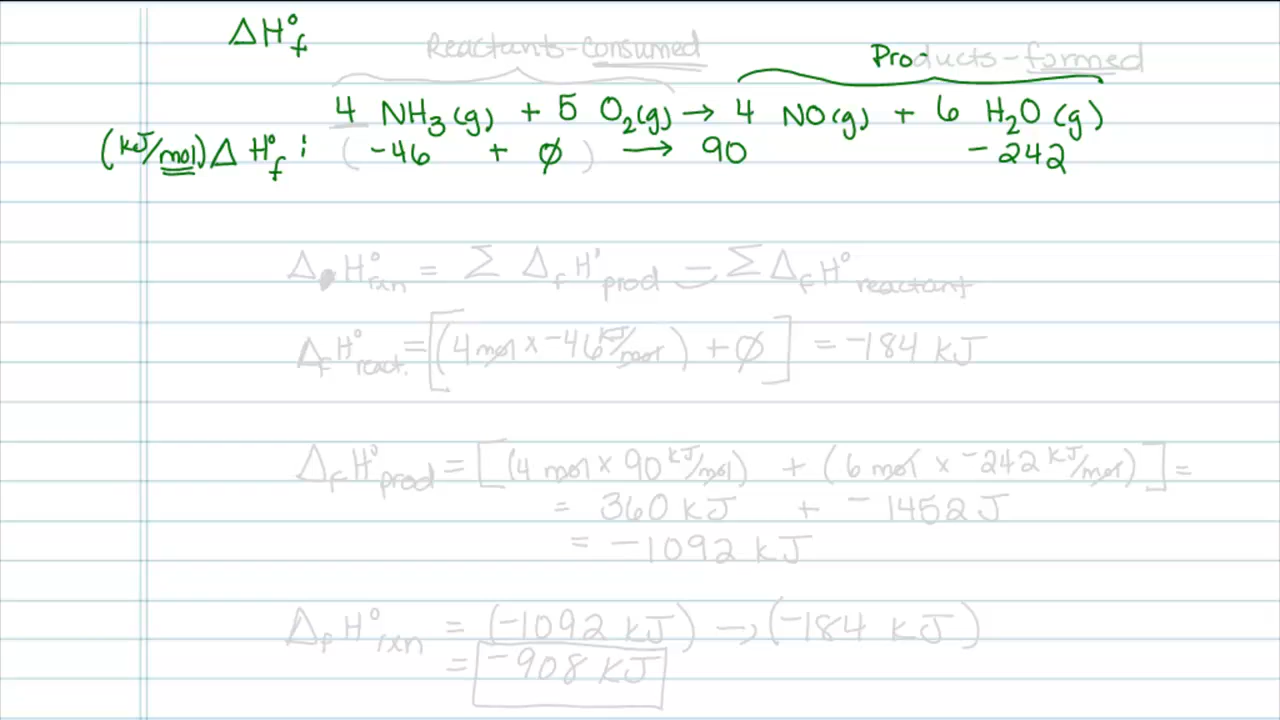 ΔH°f
Reactants-consumed Products-formed
4 NH₃(g) + 5 O₂(g) → 4 NO(g) + 6 H₂O(g)
(kJ/mol) ΔH°f : ( -46 + ∅ ) → 90 -242
Δ H°rxn = Σ ΔfH°prod − Σ ΔfH°reactant
ΔfH°react. = [(4 mol × -46 kJ/mol) + ∅] = -184 kJ
ΔfH°prod = [(4 mol × 90 kJ/mol) + (6 mol × -242 kJ/mol)] =
= 360 kJ + -1452 J
= -1092 kJ
ΔfH°rxn = (-1092 kJ) − (-184 kJ)
= -908 kJ